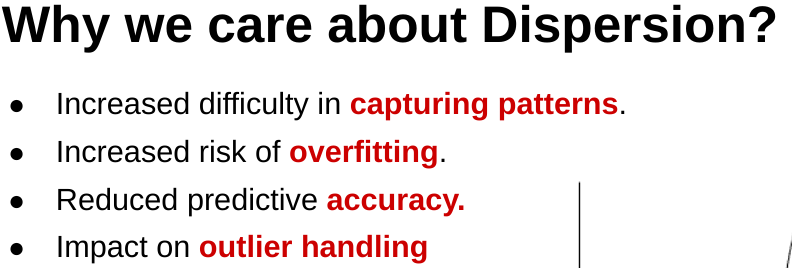 Why we care about Dispersion?
● Increased difficulty in capturing patterns.
● Increased risk of overfitting.
● Reduced predictive accuracy.
● Impact on outlier handling